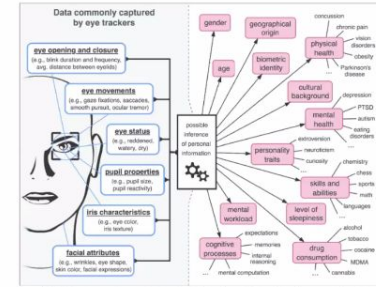 Data commonly captured
by eye trackers
eye opening and closure
(e.g., blink duration and frequency,
avg. distance between eyelids)
eye movements
(e.g., gaze fixations, saccades,
smooth pursuit, ocular tremor)
eye status
(e.g., reddened,
watery, dry)
pupil properties
(e.g., pupil size,
pupil reactivity)
iris characteristics
(e.g., eye color,
iris texture)
facial attributes
(e.g., wrinkles, eye shape,
skin color, facial expressions)
possible
inference
of personal
information
gender
geographical
origin
age
biometric
identity
physical
health
concussion
chronic pain
vision
disorders
obesity
Parkinson's
disease
...
cultural
background
mental
health
depression
PTSD
autism
eating
disorders
...
personality
traits
extroversion
neuroticism
curiosity
...
skills and
abilities
chemistry
chess
sports
math
languages
...
mental
workload
level of
sleepiness
cognitive
processes
expectations
memories
internal
reasoning
mental computation
...
drug
consumption
alcohol
tobacco
cocaine
MDMA
cannabis
...